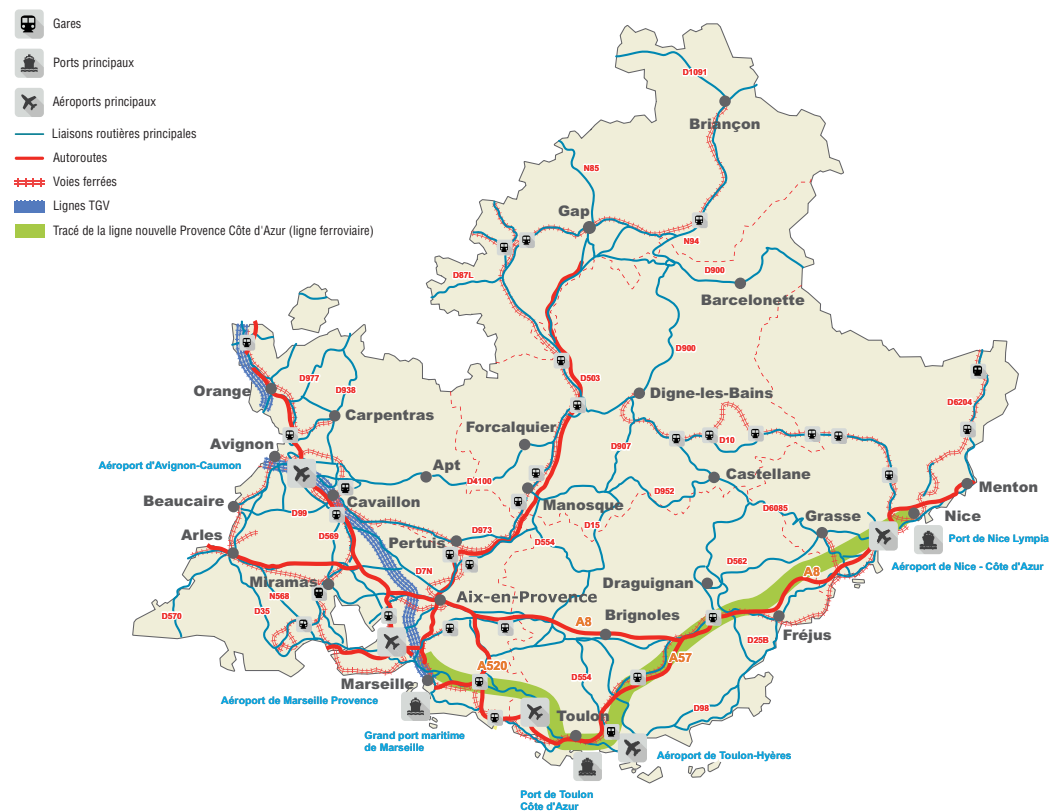 Gares
Ports principaux
Aéroports principaux
Liaisons routières principales
Autoroutes
Voies ferrées
Lignes TGV
Tracé de la ligne nouvelle Provence Côte d'Azur (ligne ferroviaire)
D1091
Briançon
N85
Gap
N94
D87L
D900
Barcelonette
D900
D977
D938
D503
Orange
Digne-les-Bains
D6204
Carpentras
Forcalquier
Avignon
D907
D10
Aéroport d'Avignon-Caumon
Apt
D4100
Castellane
Menton
Beaucaire
Cavaillon
Manosque
D952
D99
D6085
Grasse
Nice
Arles
D569
D973
D15
D554
Port de Nice Lympia
Pertuis
D562
Aéroport de Nice - Côte d'Azur
D7N
A8
Miramas
Draguignan
N568
Aix-en-Provence
D570
D35
Brignoles
A8
Fréjus
D25B
A57
A520
Marseille
D554
Aéroport de Marseille Provence
D98
Toulon
Grand port maritime
de Marseille
Aéroport de Toulon-Hyères
Port de Toulon
Côte d'Azur